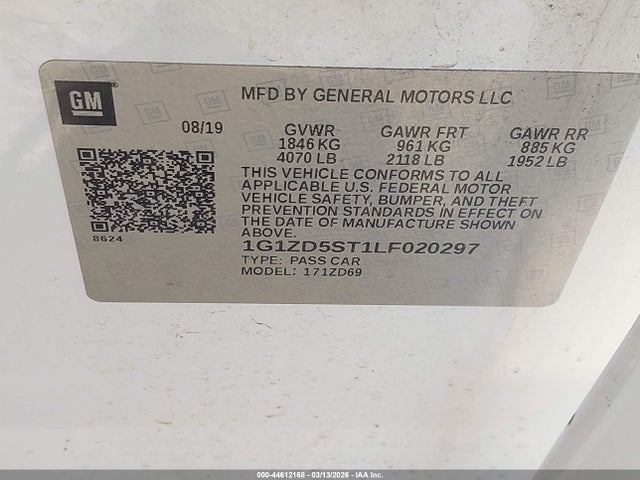 GM
MFD BY GENERAL MOTORS LLC
08/19 GVWR GAWR FRT GAWR RR
1846 KG 961 KG 885 KG
4070 LB 2118 LB 1952 LB
THIS VEHICLE CONFORMS TO ALL
APPLICABLE U.S. FEDERAL MOTOR
VEHICLE SAFETY, BUMPER, AND THEFT
PREVENTION STANDARDS IN EFFECT ON
THE DATE OF MANUFACTURE SHOWN
ABOVE.
8624
1G1ZD5ST1LF020297
TYPE: PASS CAR
MODEL: 171ZD69
000-44612168 - 03/13/2026 - IAAI.COM